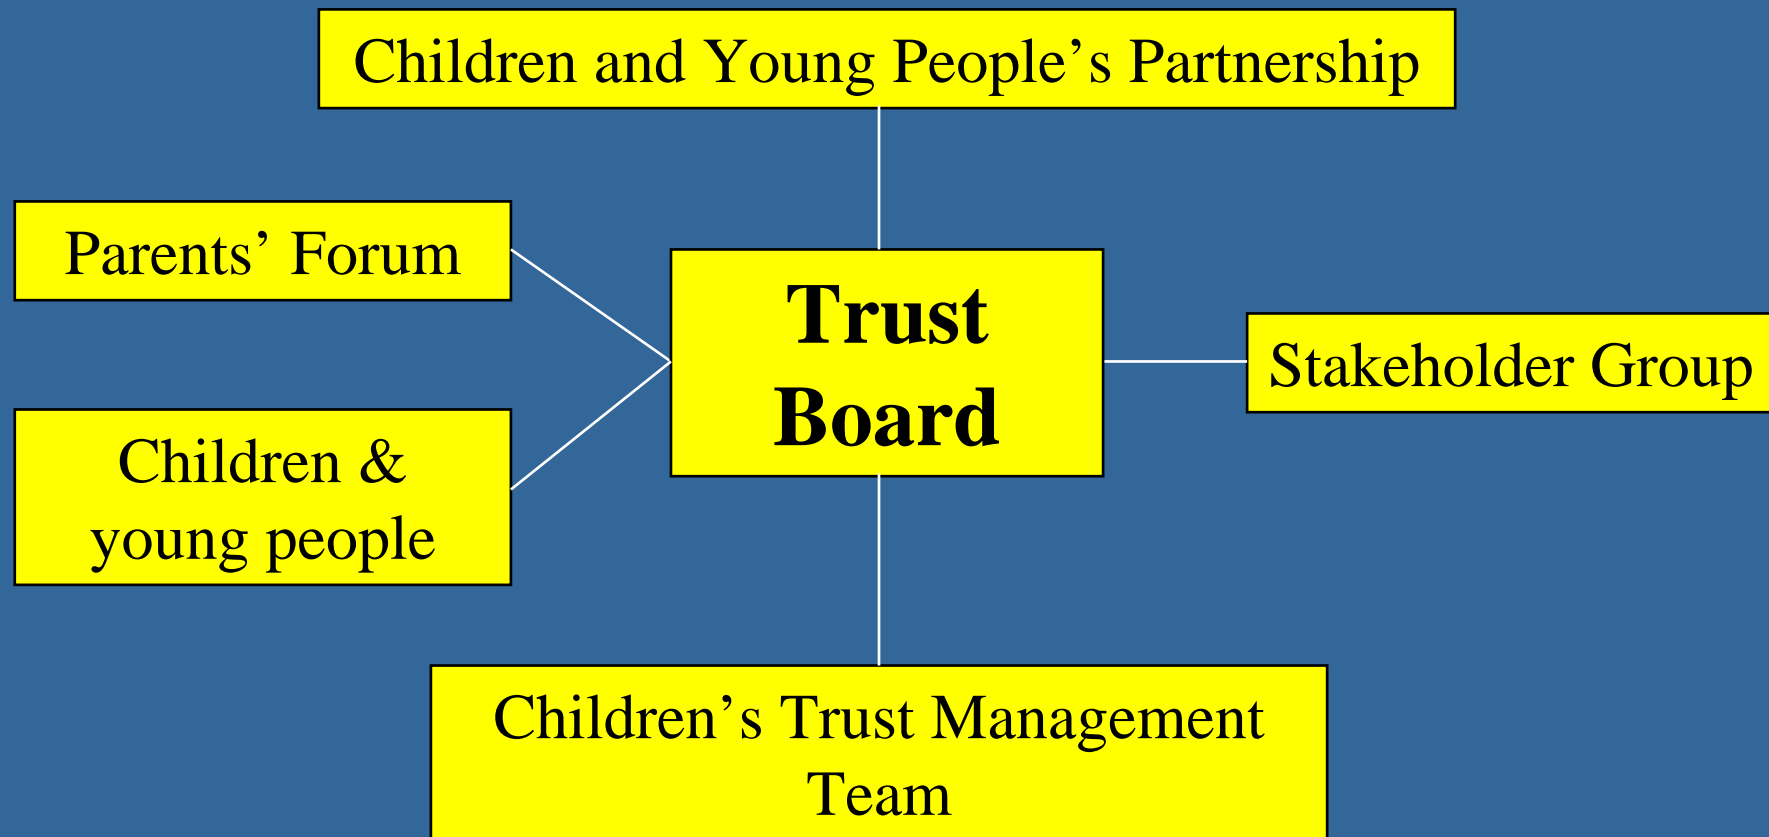 Children and Young People’s Partnership
Parents’ Forum
Trust
Board
Stakeholder Group
Children &
young people
Children’s Trust Management
Team